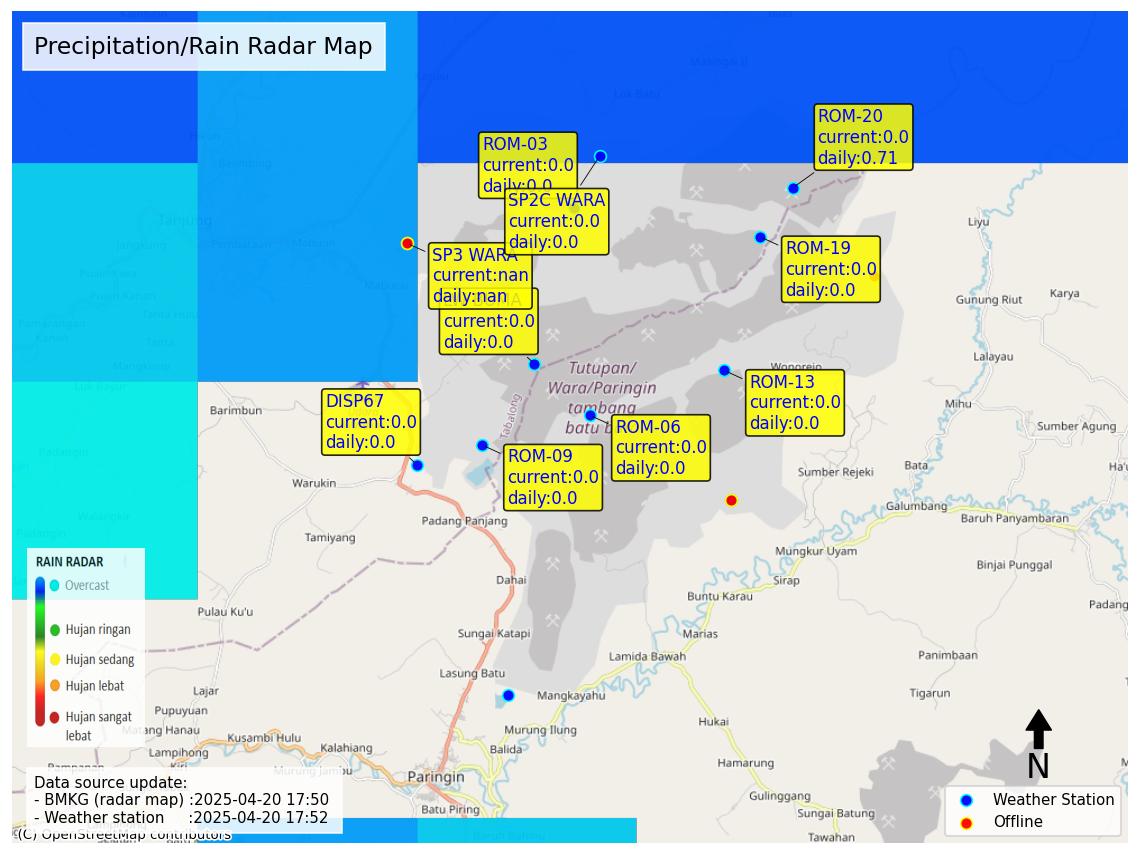 Precipitation/Rain Radar Map
Lok Batu
ROM-20
current:0.0
daily:0.71
ROM-03
current:0.0
daily:0.0
SP2C WARA
current:0.0
daily:0.0
Tanjung
Jangkung
Pembataan
Mabuun
SP3 WARA
current:nan
daily:nan
ROM-19
current:0.0
daily:0.0
Liyu
Gunung Riut
Karya
current:0.0
daily:0.0
Lalayau
Wonorejo
Tutupan/
Wara/Paringin
tambang
batu b
Tabalong
ROM-13
current:0.0
daily:0.0
DISP67
current:0.0
daily:0.0
ROM-06
current:0.0
daily:0.0
ROM-09
current:0.0
daily:0.0
Barimbun
Mihu
Sumber Agung
Bata
Sumber Rejeki
Warukin
Galumbang
Baruh Panyambaran
Padang Panjang
Tamiyang
Mungkur Uyam
Binjai Punggal
Dahai
Sirap
Buntu Karau
Pulau Ku'u
Sungai Katapi
Marias
Lamida Bawah
Panimbaan
Lasung Batu
Tigarun
Lajar
Mangkayahu
Pupuyuan
Matang Hanau
Hukai
Murung Ilung
Kusambi Hulu
Kalahiang
Balida
Lampihong
Hamarung
Murung Jambu
Paringin
Gulinggang
Batu Piring
Sungai Batung
Tawahan
RAIN RADAR
Overcast
Hujan ringan
Hujan sedang
Hujan lebat
Hujan sangat
lebat
Data source update:
- BMKG (radar map) :2025-04-20 17:50
- Weather station :2025-04-20 17:52
(C) OpenStreetMap contributors
N
Weather Station
Offline